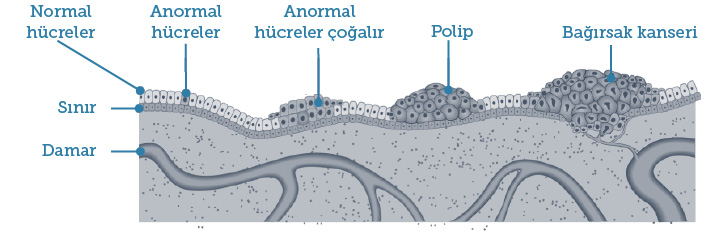 Normal
hücreler
Anormal
hücreler
Anormal
hücreler çoğalır
Polip
Bağırsak kanseri
Sınır
Damar